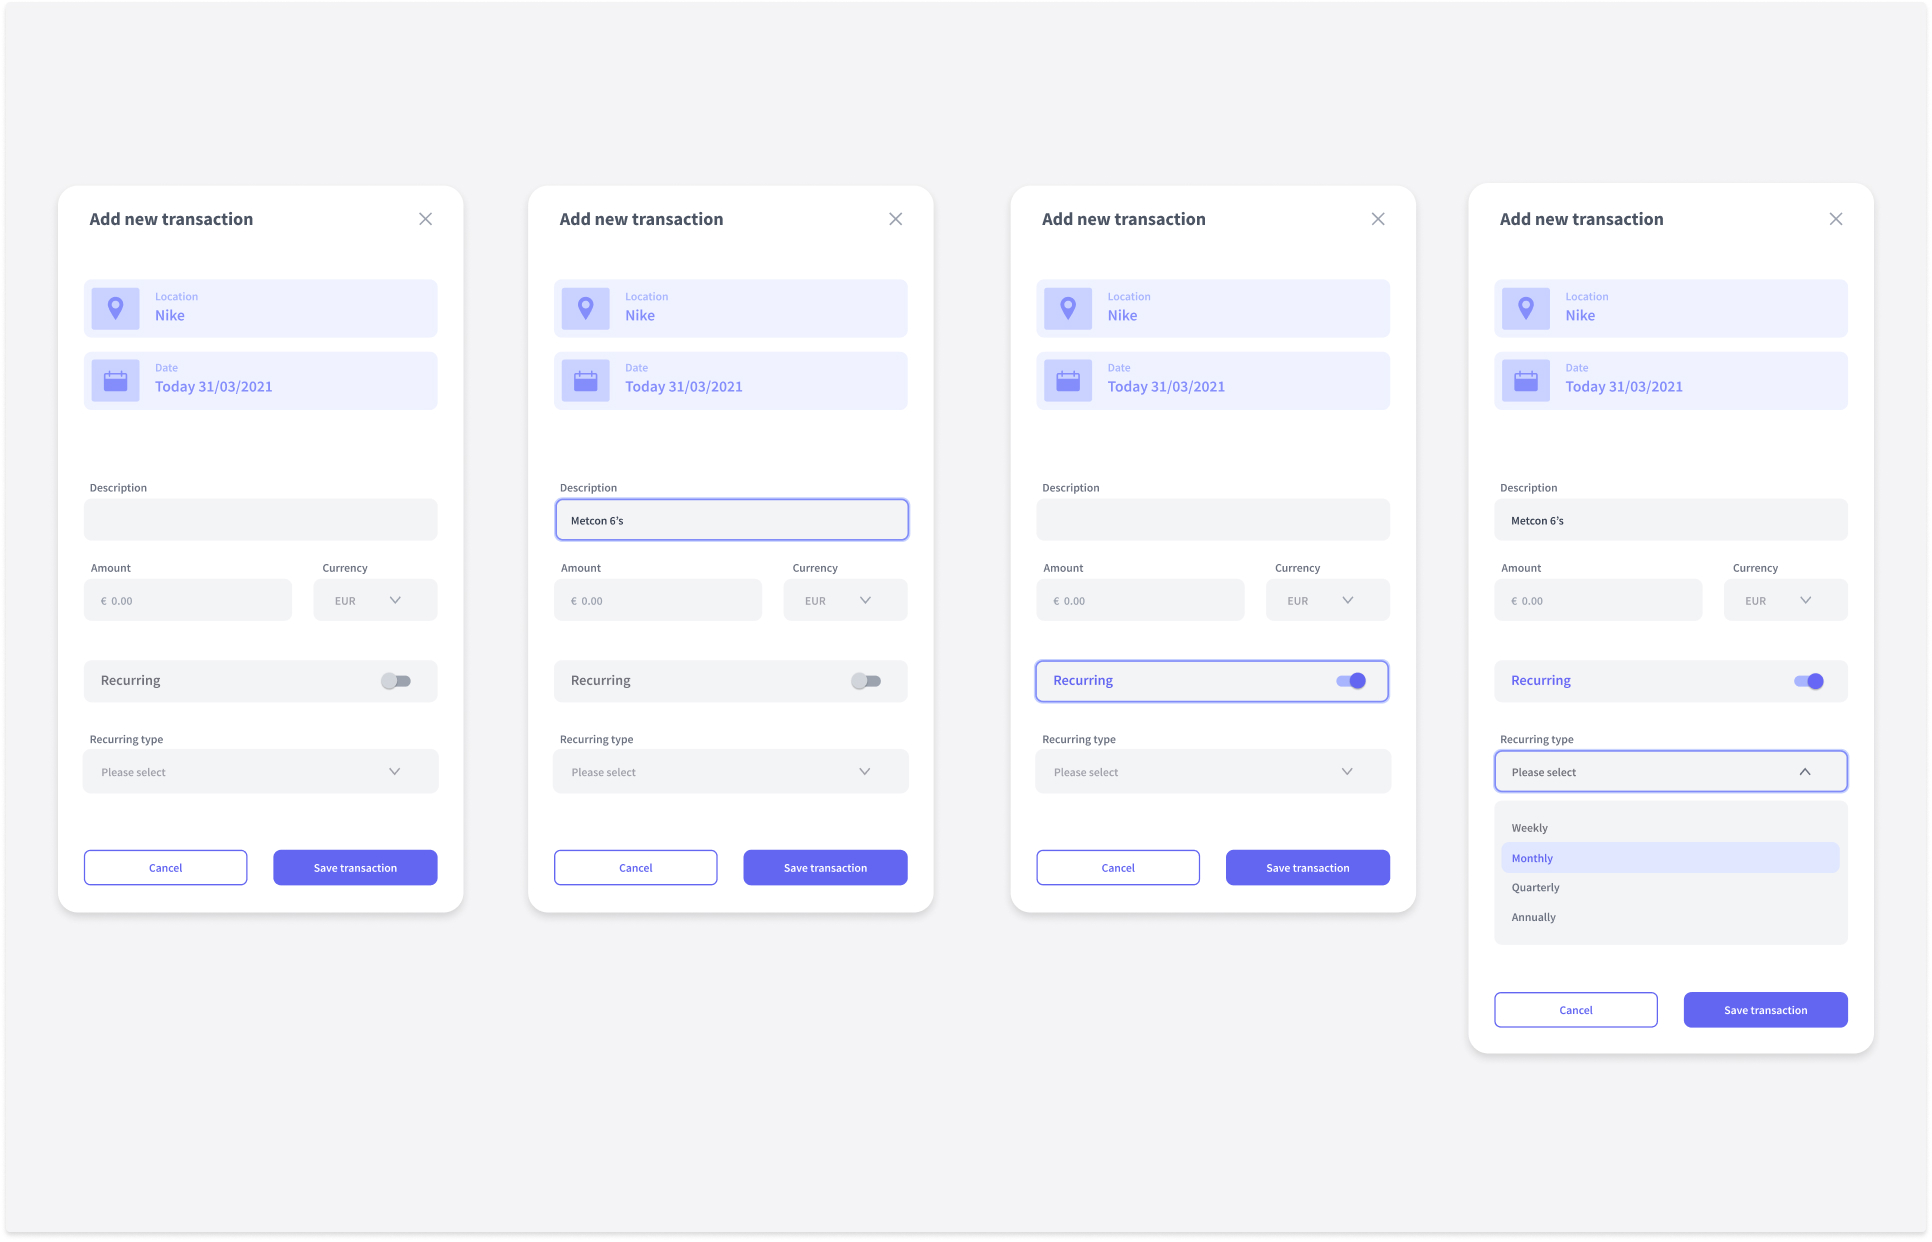 Add new transaction
Location
Nike
Date
Today 31/03/2021
Description
Amount
Currency
€ 0.00
EUR
Recurring
Recurring type
Please select
Cancel
Save transaction
Add new transaction
Location
Nike
Date
Today 31/03/2021
Description
Metcon 6's
Amount
Currency
€ 0.00
EUR
Recurring
Recurring type
Please select
Cancel
Save transaction
Add new transaction
Location
Nike
Date
Today 31/03/2021
Description
Amount
Currency
€ 0.00
EUR
Recurring
Recurring type
Please select
Cancel
Save transaction
Add new transaction
Location
Nike
Date
Today 31/03/2021
Description
Metcon 6's
Amount
Currency
€ 0.00
EUR
Recurring
Recurring type
Please select
Weekly
Monthly
Quarterly
Annually
Cancel
Save transaction